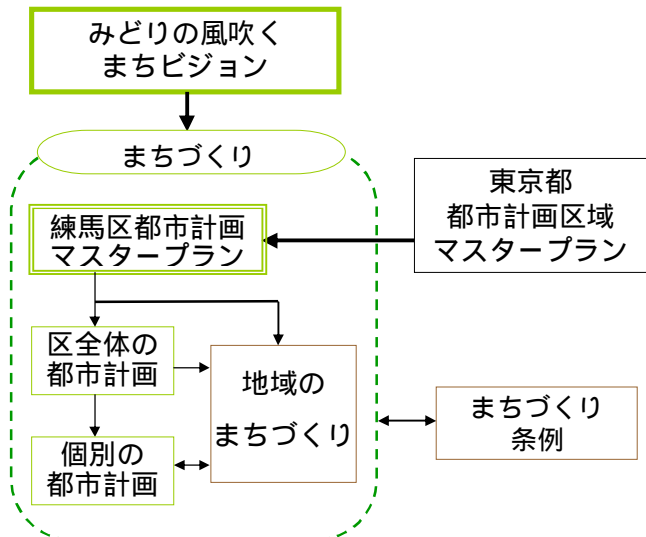 みどりの風吹く
まちビジョン
まちづくり
東京都
都市計画区域
マスタープラン
練馬区都市計画
マスタープラン
区全体の
都市計画
地域の
まちづくり
まちづくり
条例
個別の
都市計画